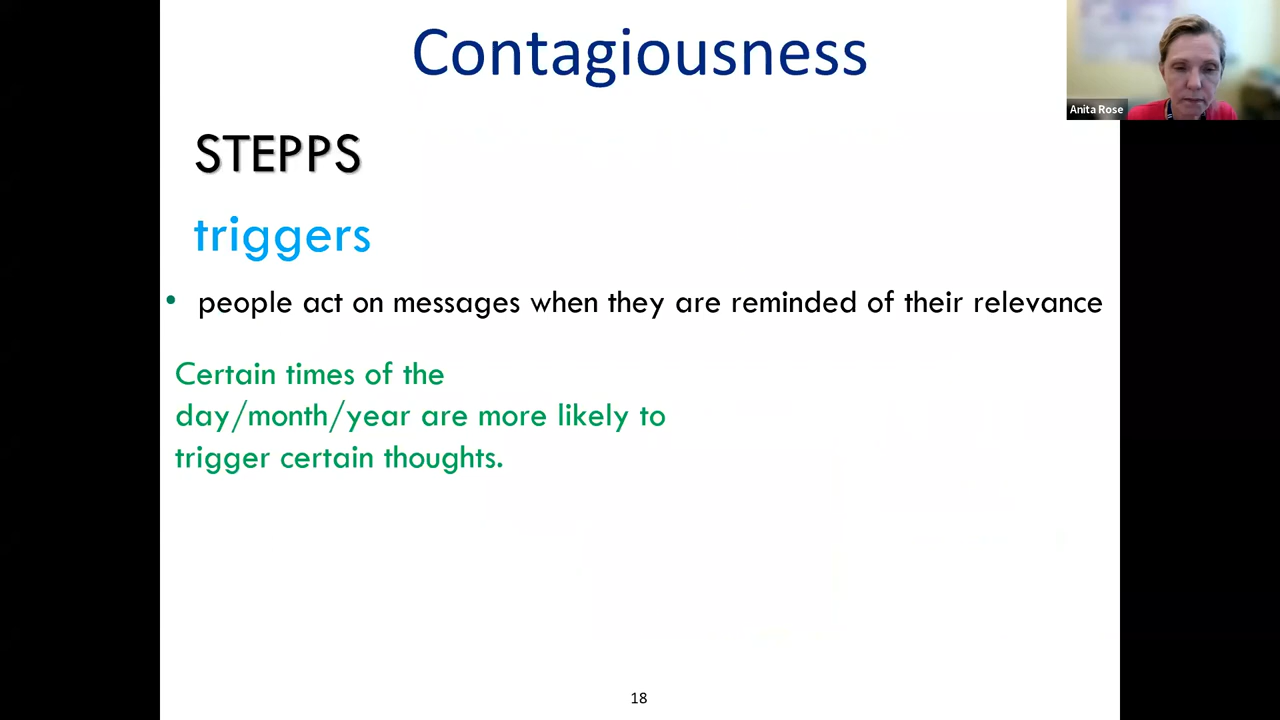 Contagiousness
Anita Rose
STEPPS
triggers
• people act on messages when they are reminded of their relevance
Certain times of the
day/month/year are more likely to
trigger certain thoughts.
18